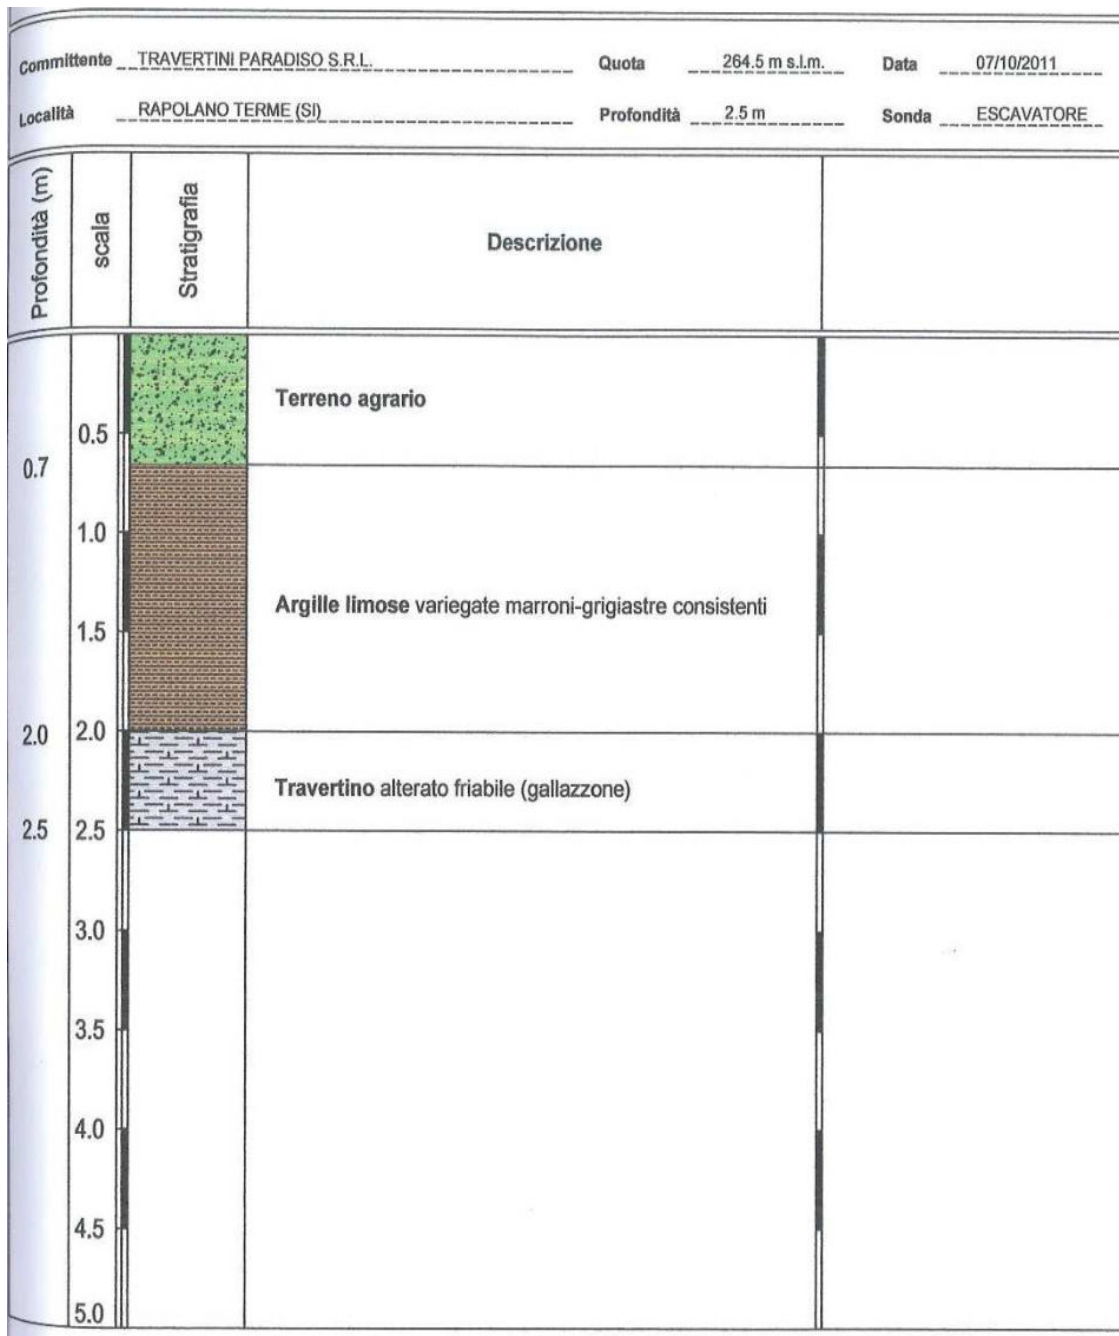 Committente TRAVERTINI PARADISO S.R.L. Quota 264.5 m s.l.m. Data 07/10/2011
Località RAPOLANO TERME (SI) Profondità 2.5 m Sonda ESCAVATORE
Profondità (m) scala Stratigrafia Descrizione
Terreno agrario
0.5
0.7
1.0
Argille limose variegate marroni-grigiastre consistenti
1.5
2.0 2.0
Travertino alterato friabile (gallazzone)
2.5 2.5
3.0
3.5
4.0
4.5
5.0